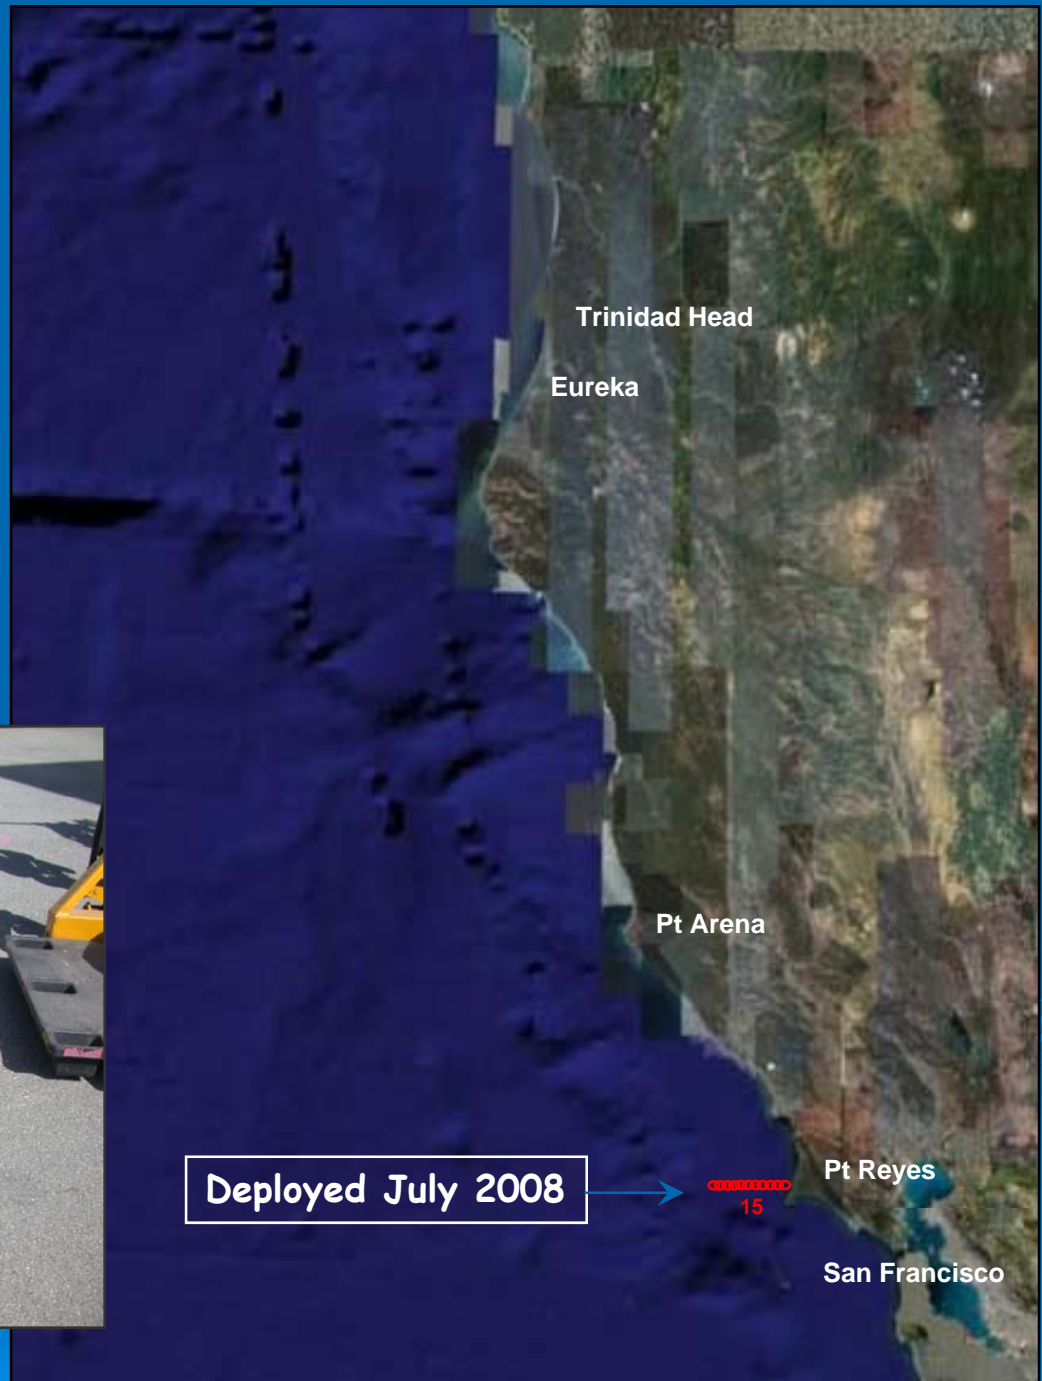 Trinidad Head
Eureka
Pt Arena
Deployed July 2008
Pt Reyes
15
San Francisco